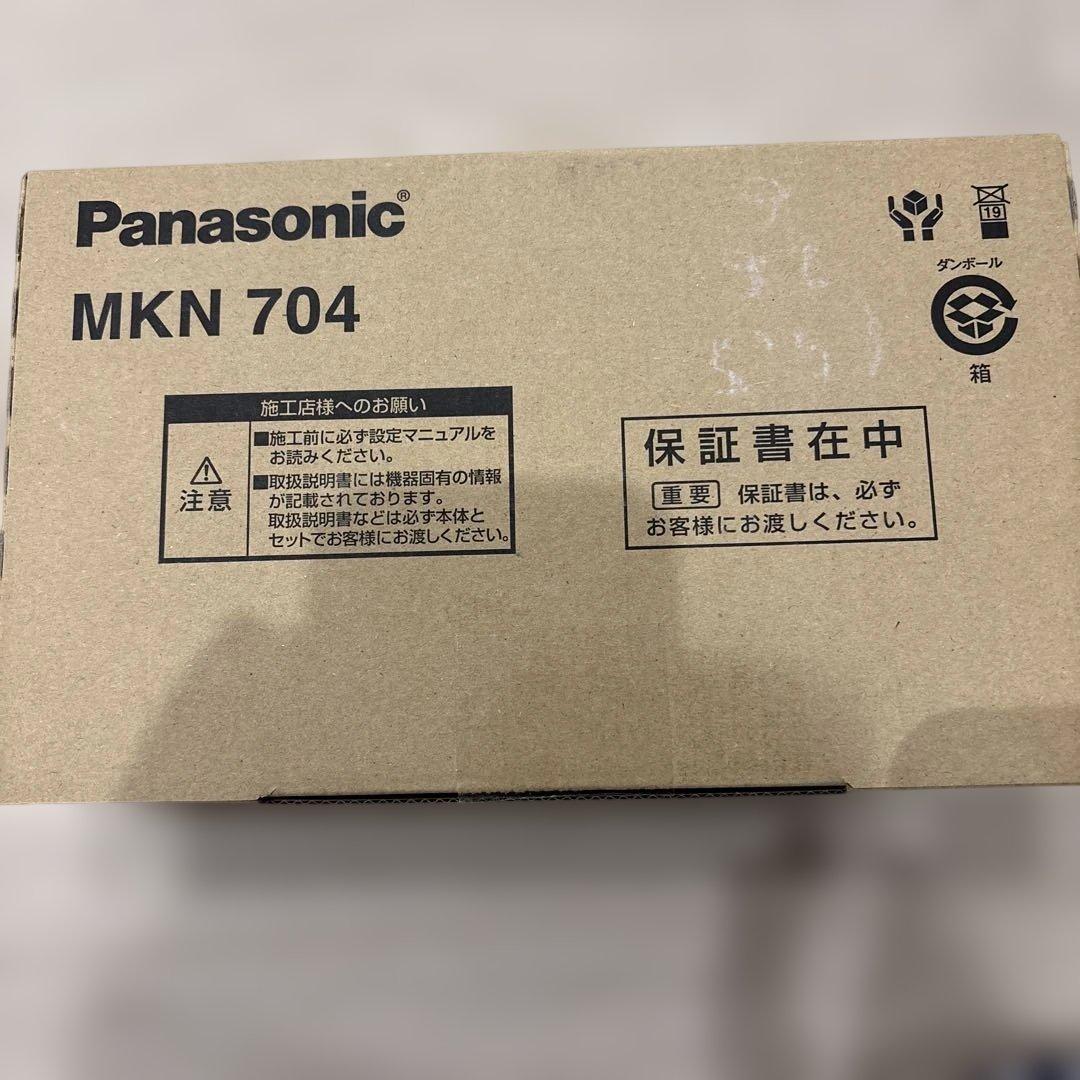 Panasonic®
MKN 704
19
ダンボール
箱
施工店様へのお願い
注意
■施工前に必ず設定マニュアルを
お読みください。
■取扱説明書には機器固有の情報
が記載されております。
取扱説明書などは必ず本体と
セットでお客様にお渡しください。
保証書在中
重要 保証書は、必ず
お客様にお渡しください。